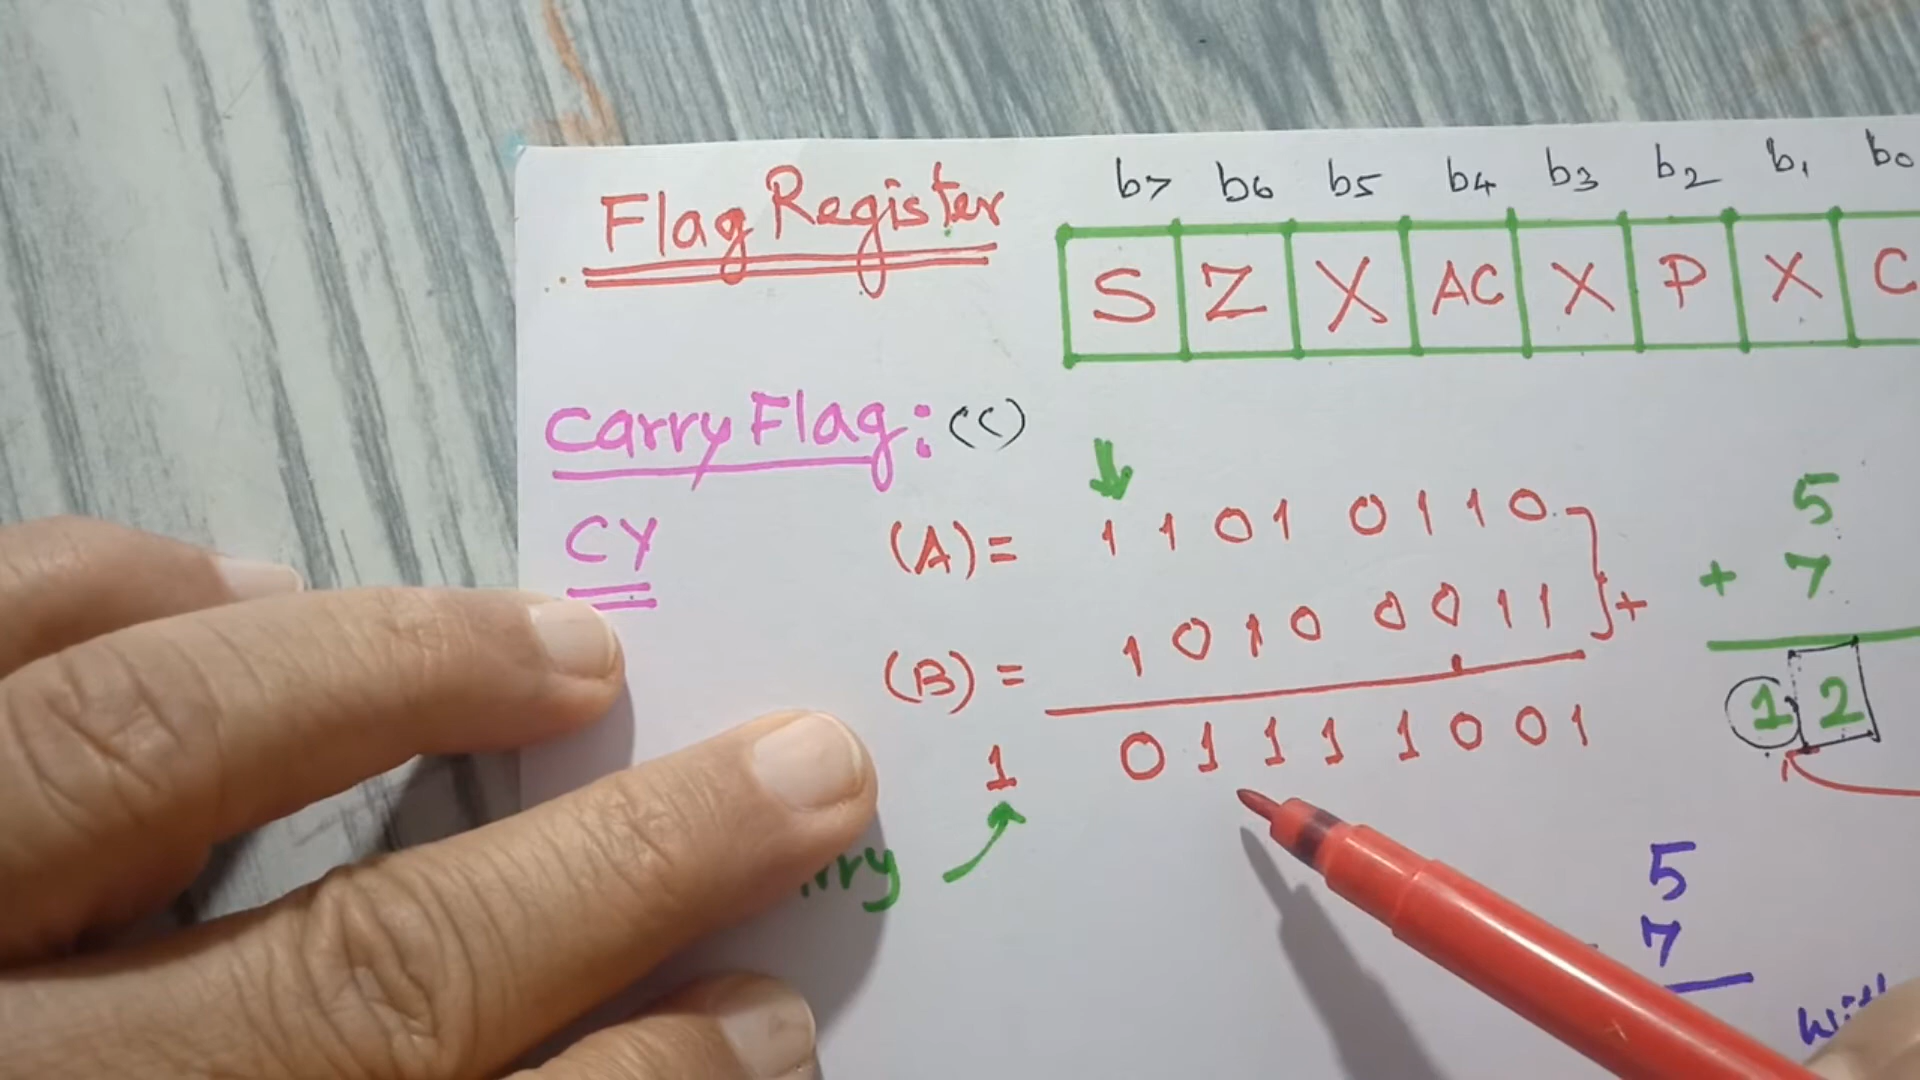 Flag Register
b7 b6 b5 b4 b3 b2 b1 b0
S Z X AC X P X C
Carry Flag: (C)
CY
(A) = 1 1 0 1 0 1 1 0 +
(B) = 1 0 1 0 0 0 1 1
1 0 1 1 1 1 0 0 1
5
+ 7
1 2
5
7